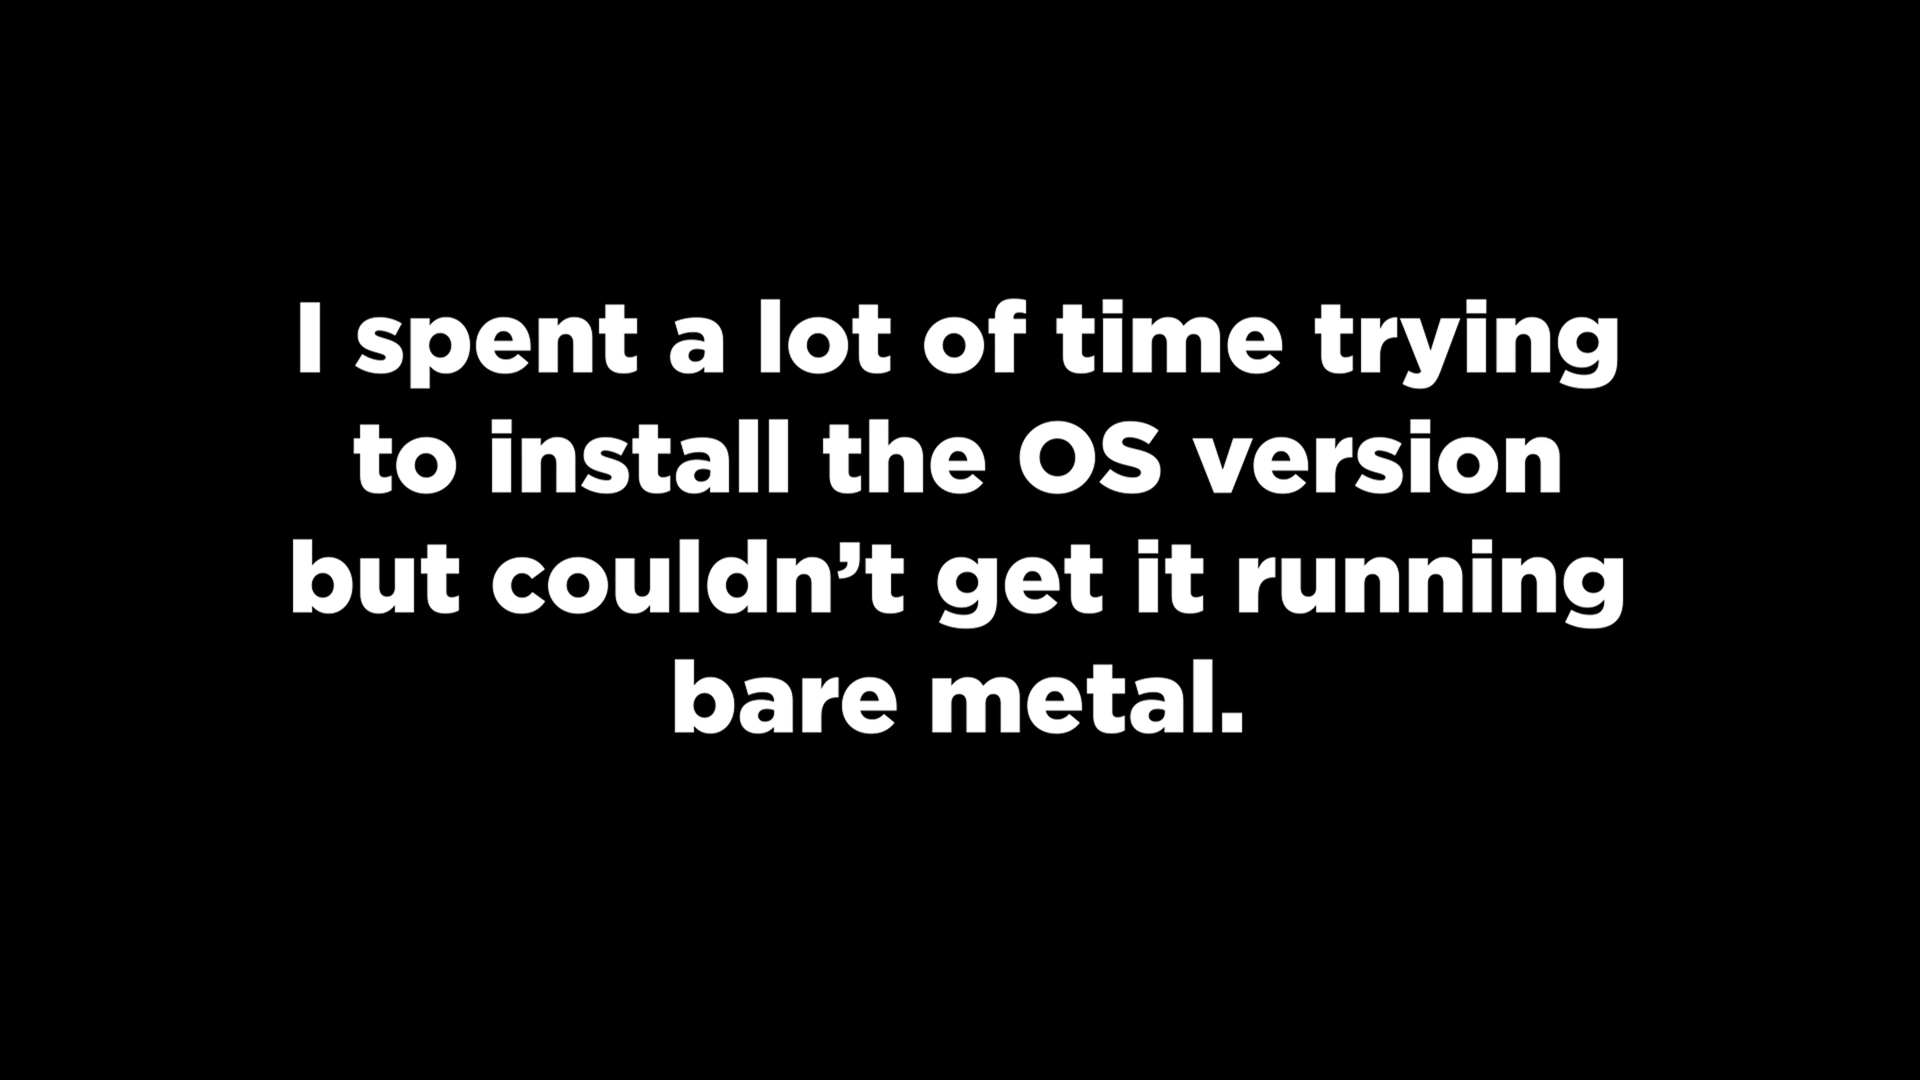 I spent a lot of time trying
to install the OS version
but couldn’t get it running
bare metal.